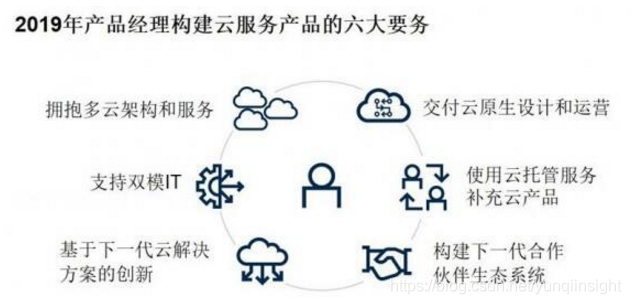 2019年产品经理构建云服务产品的六大要务
拥抱多云架构和服务
交付云原生设计和运营
支持双模IT
使用云托管服务
补充云产品
基于下一代云解决
方案的创新
构建下一代合作
伙伴生态系统
https://blog.csdn.net/yunqiinsight